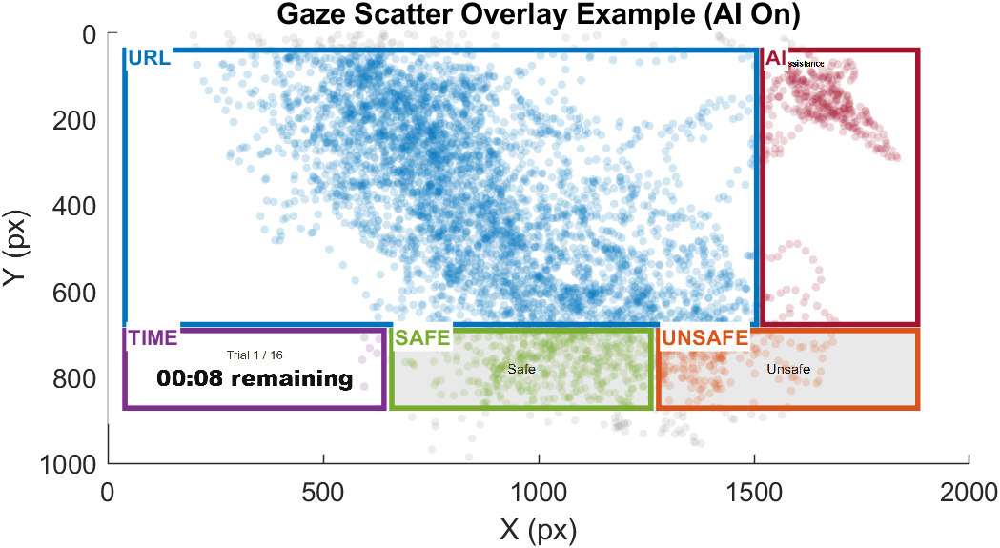 Gaze Scatter Overlay Example (AI On)
0
200
400
600
800
1000
Y (px)
URL
AI
ssistance
TIME
Trial 1 / 16
00:08 remaining
SAFE
Safe
UNSAFE
Unsafe
0
500
1000
1500
2000
X (px)